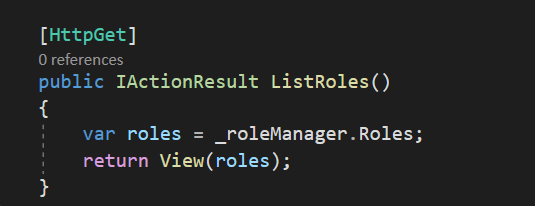 [HttpGet]
0 references
public IActionResult ListRoles()
{
var roles = _roleManager.Roles;
return View(roles);
}